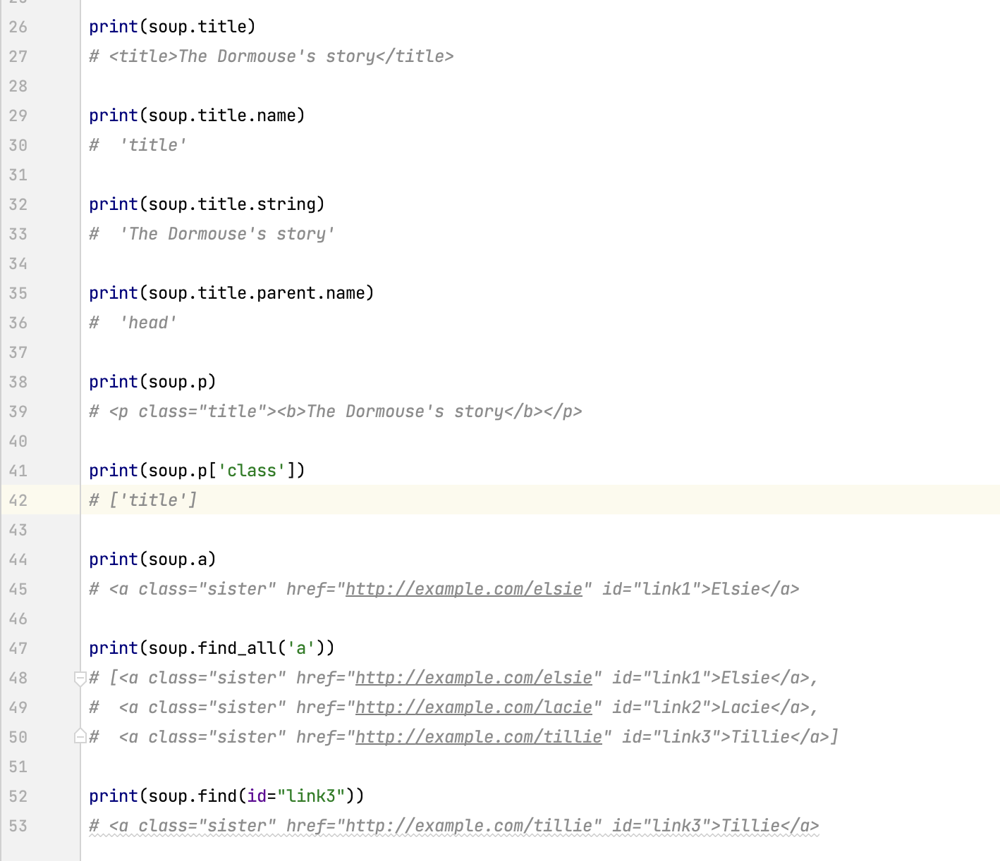 26 print(soup.title)
27 # <title>The Dormouse's story</title>
28
29 print(soup.title.name)
30 #  'title'
31
32 print(soup.title.string)
33 #  'The Dormouse's story'
34
35 print(soup.title.parent.name)
36 #  'head'
37
38 print(soup.p)
39 # <p class="title"><b>The Dormouse's story</b></p>
40
41 print(soup.p['class'])
42 # ['title']
43
44 print(soup.a)
45 # <a class="sister" href="http://example.com/elsie" id="link1">Elsie</a>
46
47 print(soup.find_all('a'))
48 # [<a class="sister" href="http://example.com/elsie" id="link1">Elsie</a>,
49 #  <a class="sister" href="http://example.com/lacie" id="link2">Lacie</a>,
50 #  <a class="sister" href="http://example.com/tillie" id="link3">Tillie</a>]
51
52 print(soup.find(id="link3"))
53 # <a class="sister" href="http://example.com/tillie" id="link3">Tillie</a>